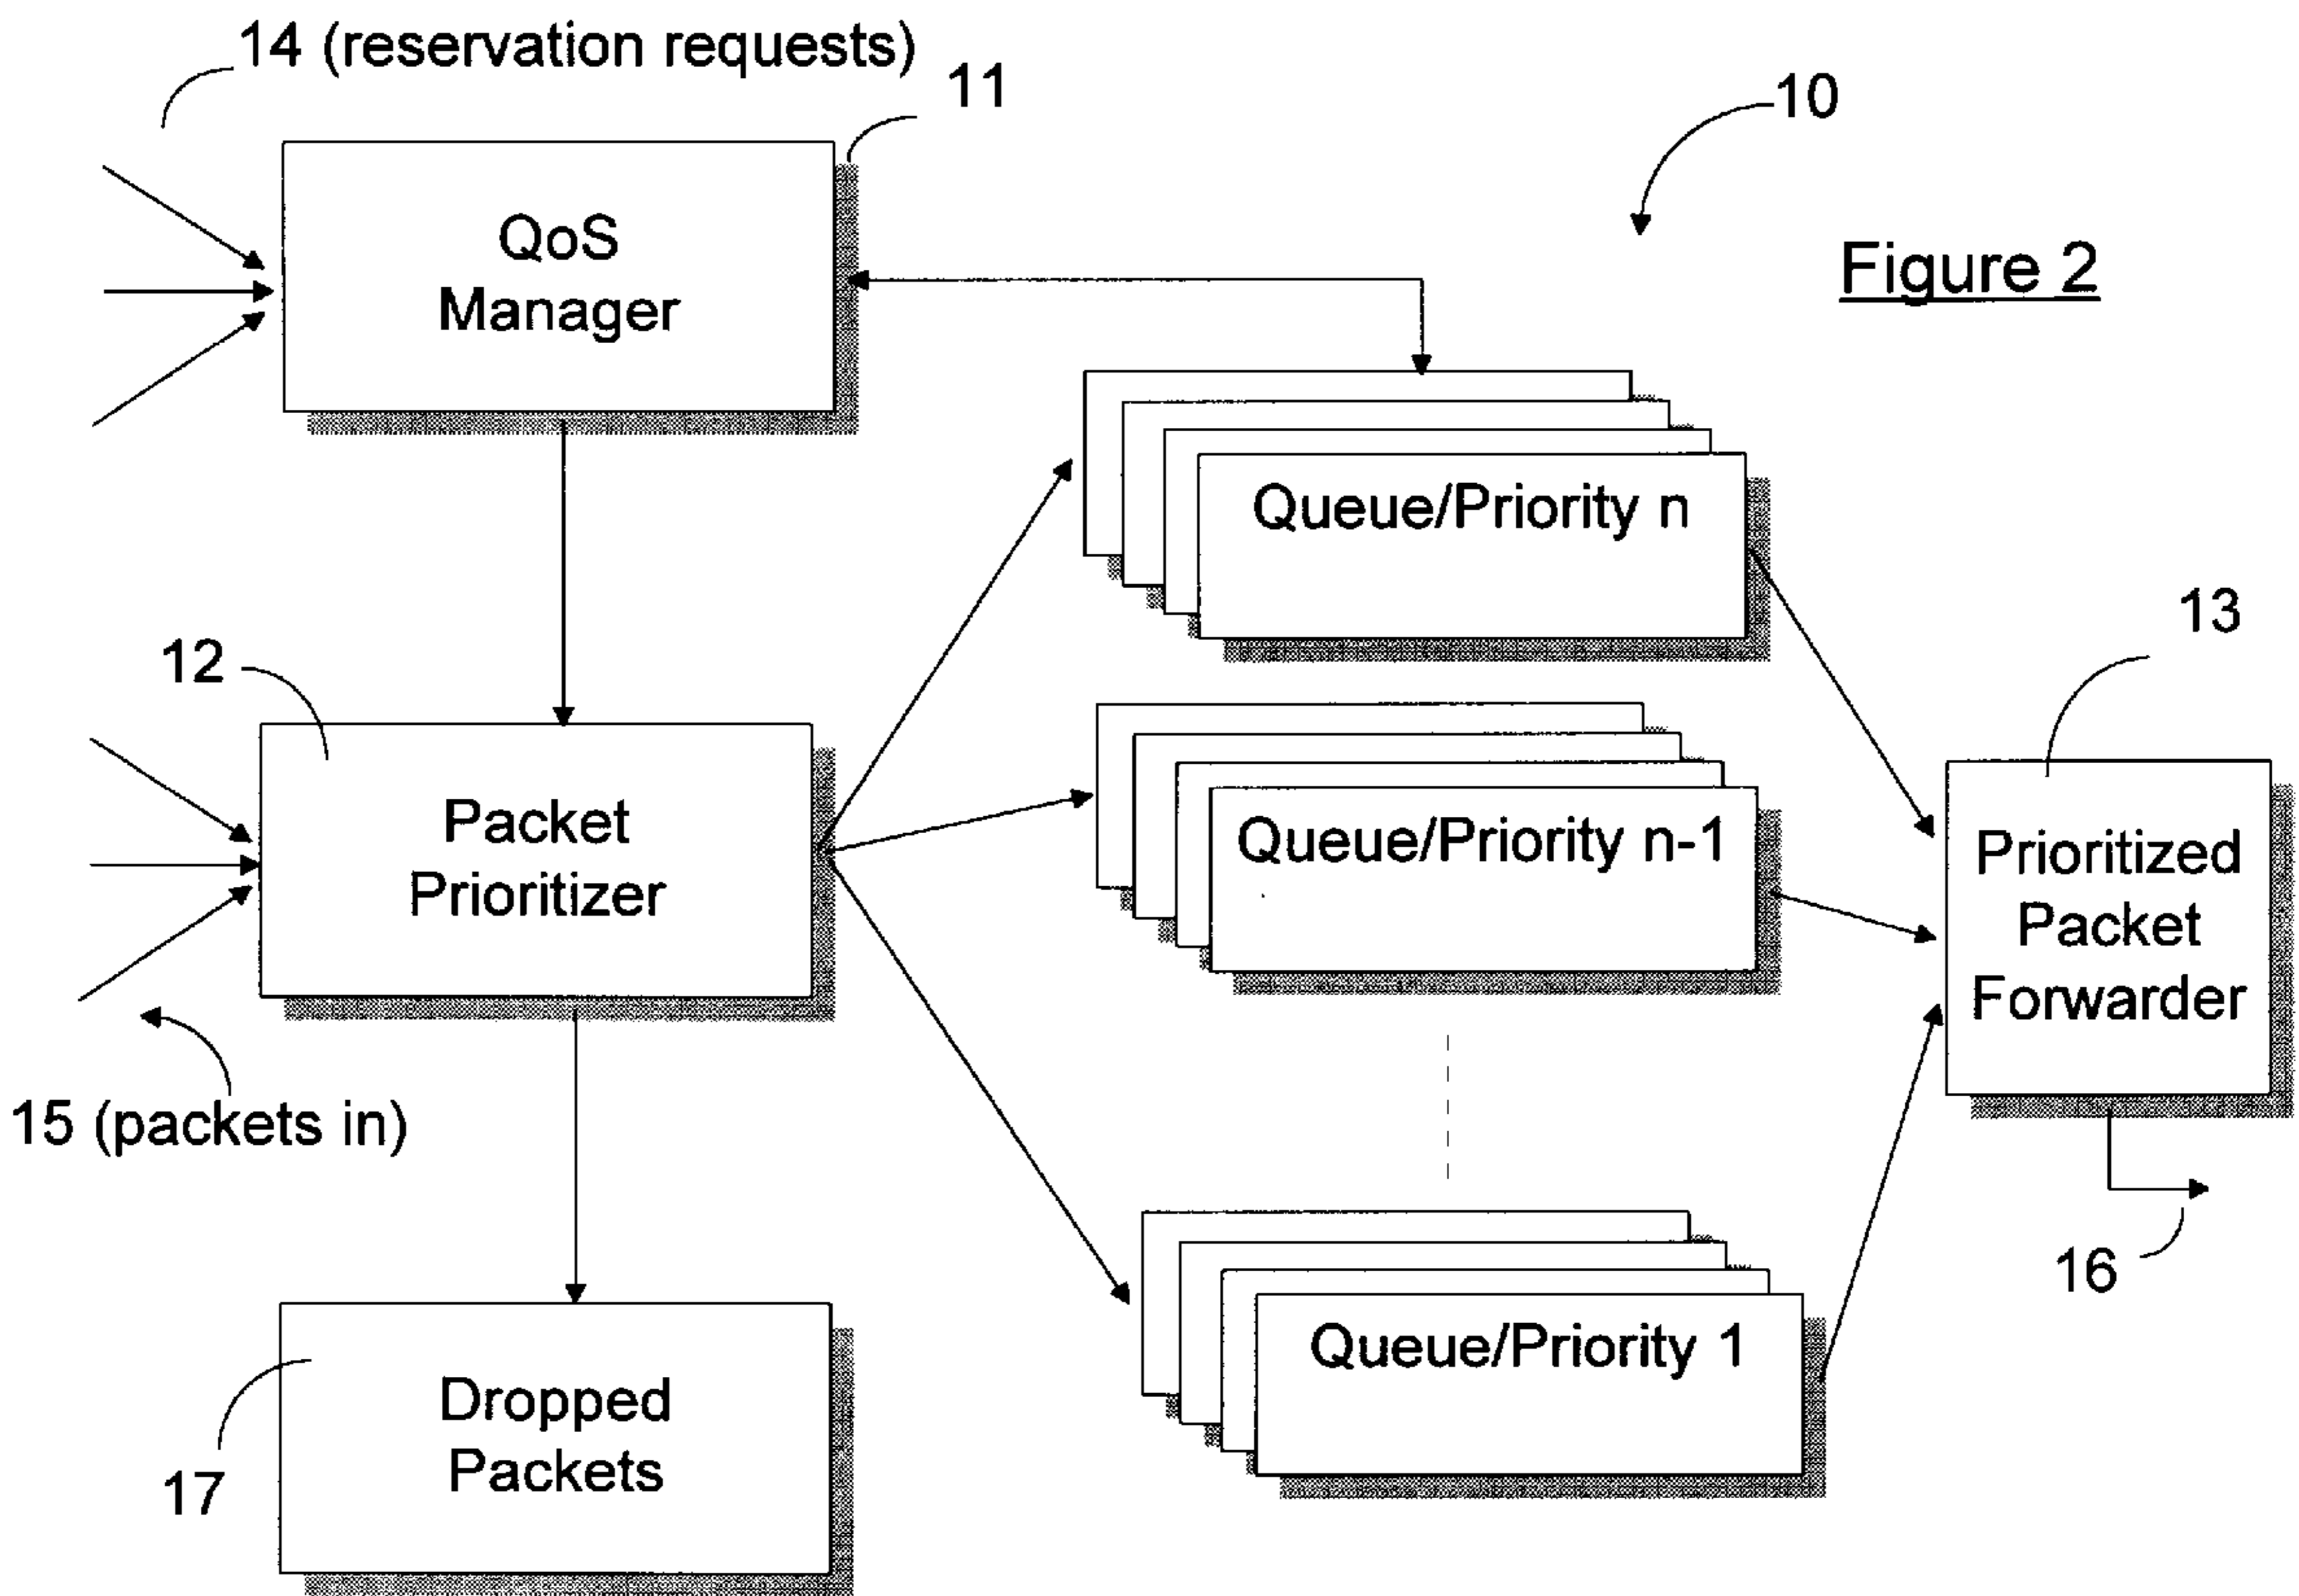 14 (reservation requests)
11
10
Figure 2
QoS
Manager
Queue/Priority n
13
12
Packet
Prioritizer
Queue/Priority n-1
Prioritized
Packet
Forwarder
15 (packets in)
16
Queue/Priority 1
17
Dropped
Packets